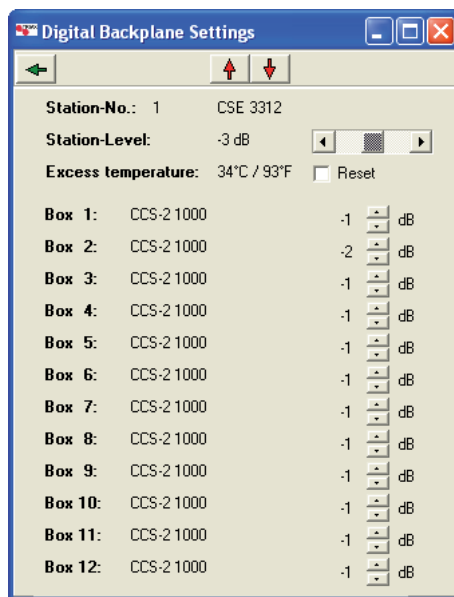 Digital Backplane Settings
Station-No.: 1 CSE 3312
Station-Level: -3 dB
Excess temperature: 34°C / 93°F Reset
Box 1: CCS-2 1000 -1 dB
Box 2: CCS-2 1000 -2 dB
Box 3: CCS-2 1000 -1 dB
Box 4: CCS-2 1000 -1 dB
Box 5: CCS-2 1000 -1 dB
Box 6: CCS-2 1000 -1 dB
Box 7: CCS-2 1000 -1 dB
Box 8: CCS-2 1000 -1 dB
Box 9: CCS-2 1000 -1 dB
Box 10: CCS-2 1000 -1 dB
Box 11: CCS-2 1000 -1 dB
Box 12: CCS-2 1000 -1 dB